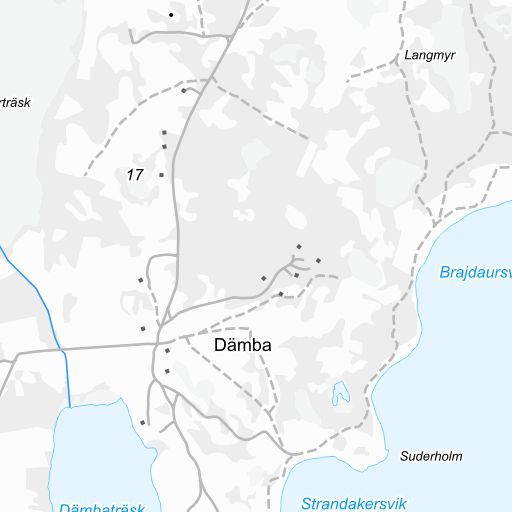 Langmyr
rträsk
17
Brajdaursv
Dämba
Suderholm
Strandakersvik
Dämbaträsk